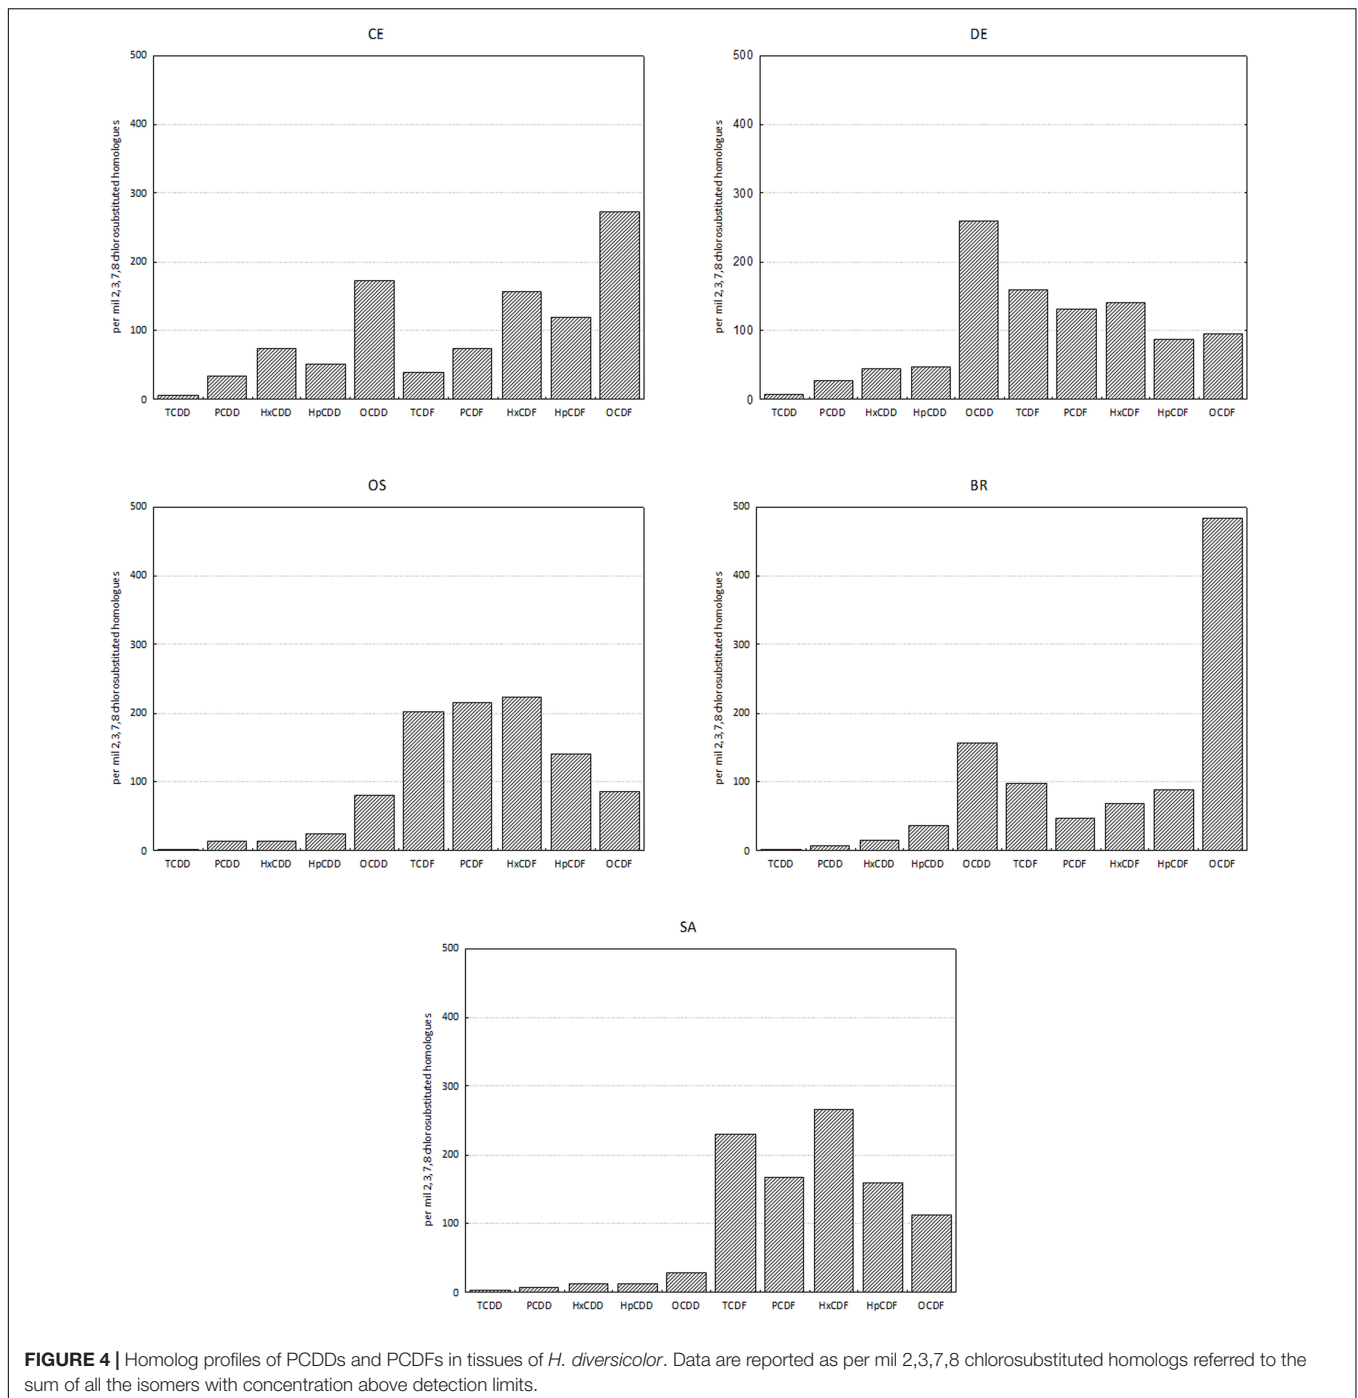 CE
per mil 2,3,7,8 chlorosubstituted homologues
500
400
300
200
100
0
TCDD PCDD HxCDD HpCDD OCDD TCDF PCDF HxCDF HpCDF OCDF
DE
per mil 2,3,7,8 chlorosubstituted homologues
500
400
300
200
100
0
TCDD PCDD HxCDD HpCDD OCDD TCDF PCDF HxCDF HpCDF OCDF
OS
per mil 2,3,7,8 chlorosubstituted homologues
500
400
300
200
100
0
TCDD PCDD HxCDD HpCDD OCDD TCDF PCDF HxCDF HpCDF OCDF
BR
per mil 2,3,7,8 chlorosubstituted homologues
500
400
300
200
100
0
TCDD PCDD HxCDD HpCDD OCDD TCDF PCDF HxCDF HpCDF OCDF
SA
per mil 2,3,7,8 chlorosubstituted homologues
500
400
300
200
100
0
TCDD PCDD HxCDD HpCDD OCDD TCDF PCDF HxCDF HpCDF OCDF
FIGURE 4 | Homolog profiles of PCDDs and PCDFs in tissues of H. diversicolor. Data are reported as per mil 2,3,7,8 chlorosubstituted homologs referred to the
sum of all the isomers with concentration above detection limits.